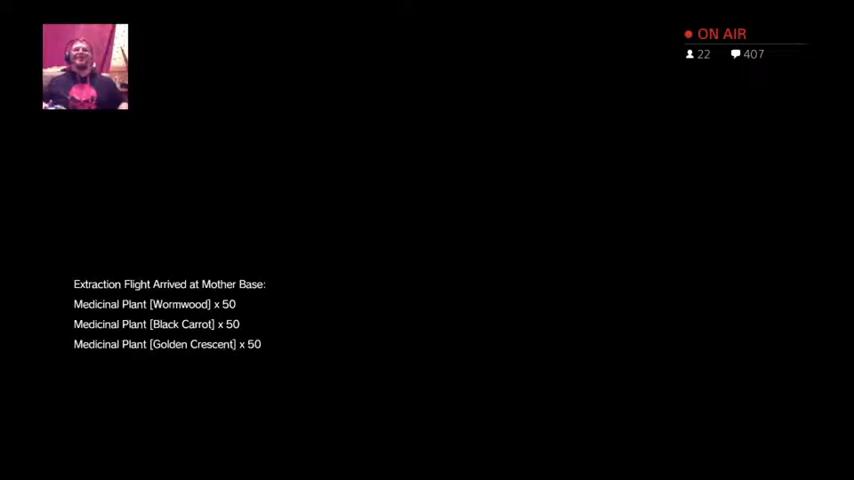 ON AIR
22 407
Extraction Flight Arrived at Mother Base:
Medicinal Plant [Wormwood] x 50
Medicinal Plant [Black Carrot] x 50
Medicinal Plant [Golden Crescent] x 50